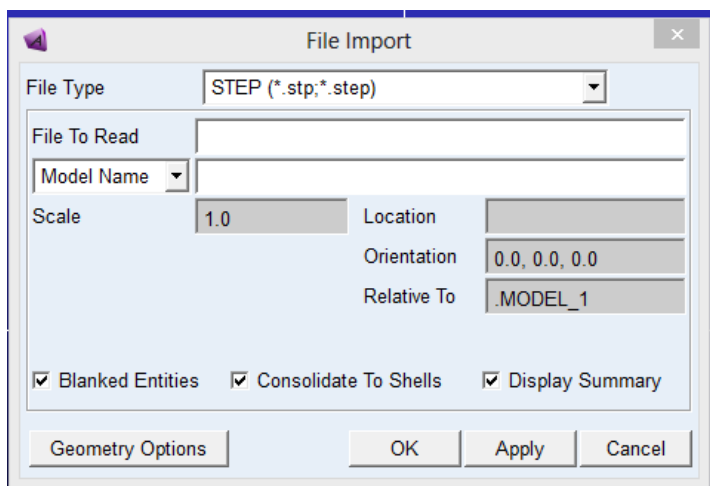 File Import
File Type STEP (*.stp;*.step)
File To Read
Model Name
Scale 1.0 Location
Orientation 0.0, 0.0, 0.0
Relative To .MODEL_1
Blanked Entities Consolidate To Shells Display Summary
Geometry Options OK Apply Cancel